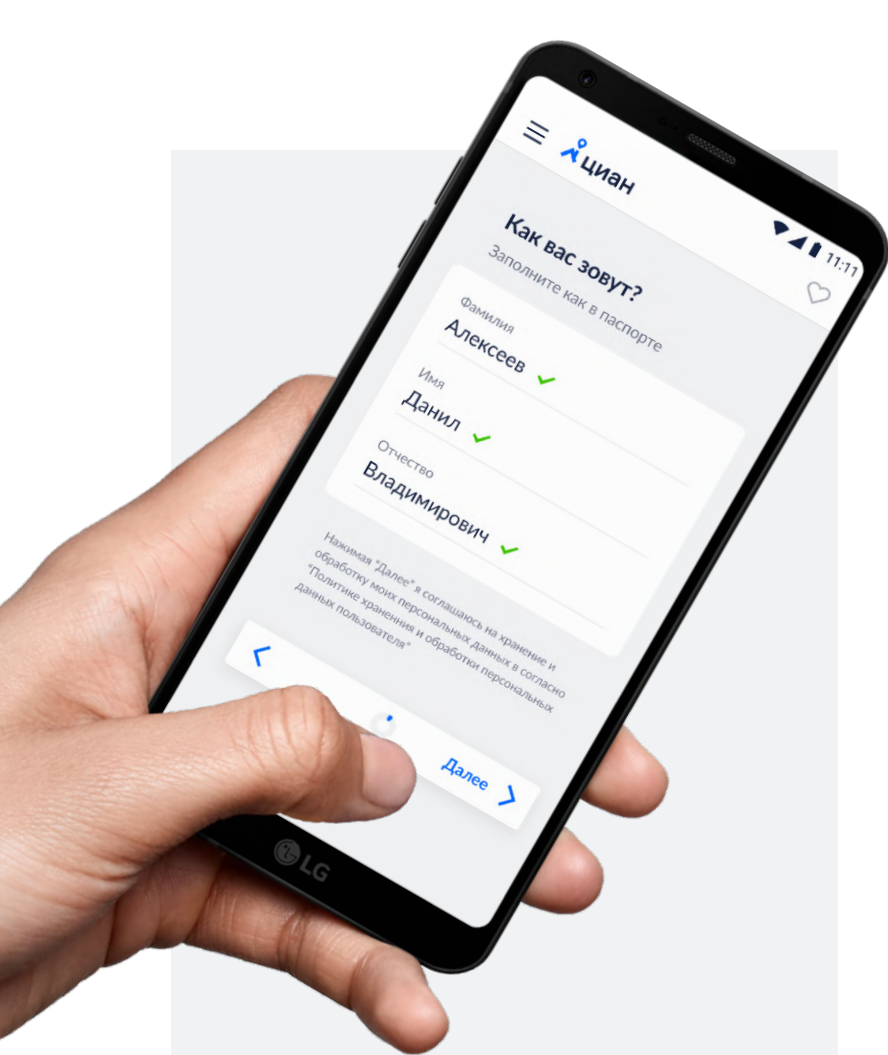 циан
11:11
Как вас зовут?
Заполните как в паспорте
Фамилия
Алексеев
Имя
Данил
Отчество
Владимирович
Нажимая "Далее" я соглашаюсь на хранение и
обработку моих персональных данных в согласно
"Политике храненния и обработки персональных
данных пользователя"
Далее
LG